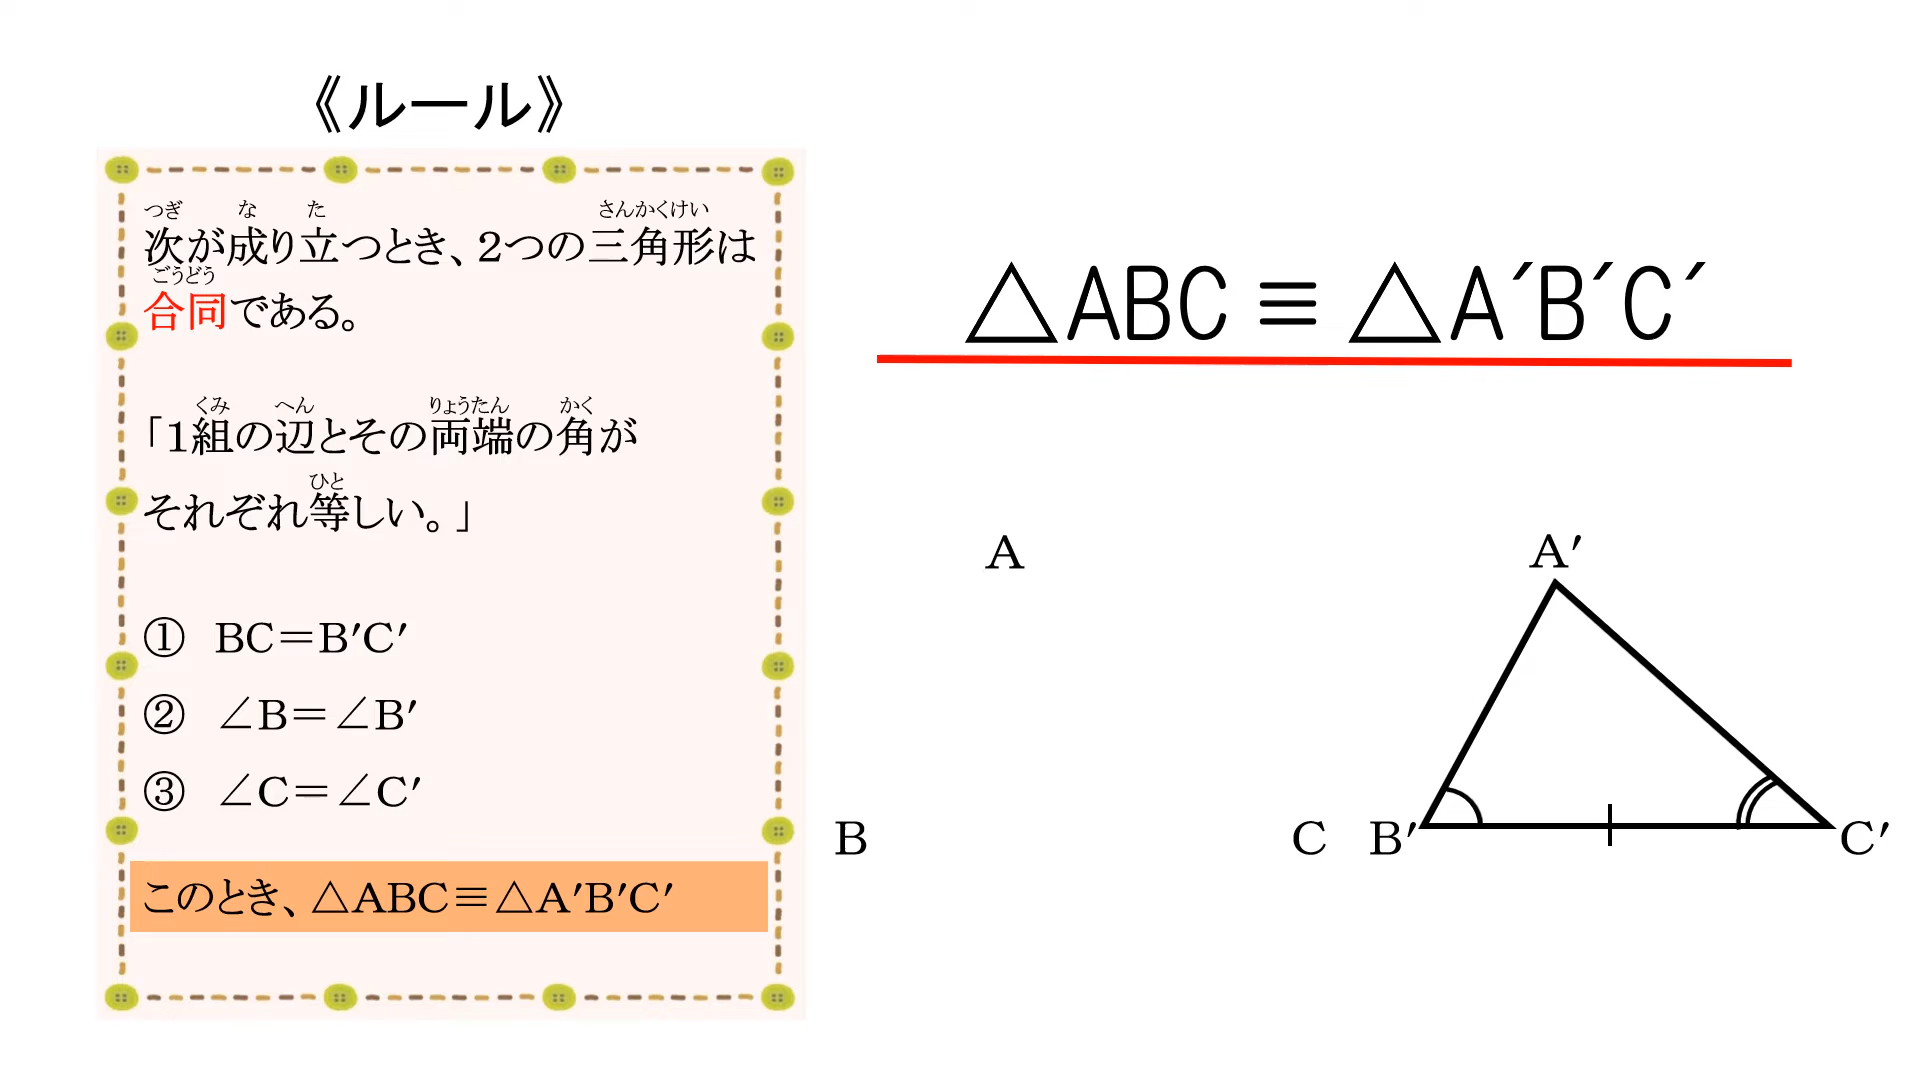 《ルール》
つぎ な た さんかくけい
次が成り立つとき、2つの三角形は
ごうどう
合同である。
くみ へん りょうたん かく
「1組の辺とその両端の角が
ひと
それぞれ等しい。」
① BC=B′C′
② ∠B=∠B′
③ ∠C=∠C′
このとき、△ABC≡△A′B′C′
△ABC≡△A′B′C′
A
B
C
A′
B′
C′